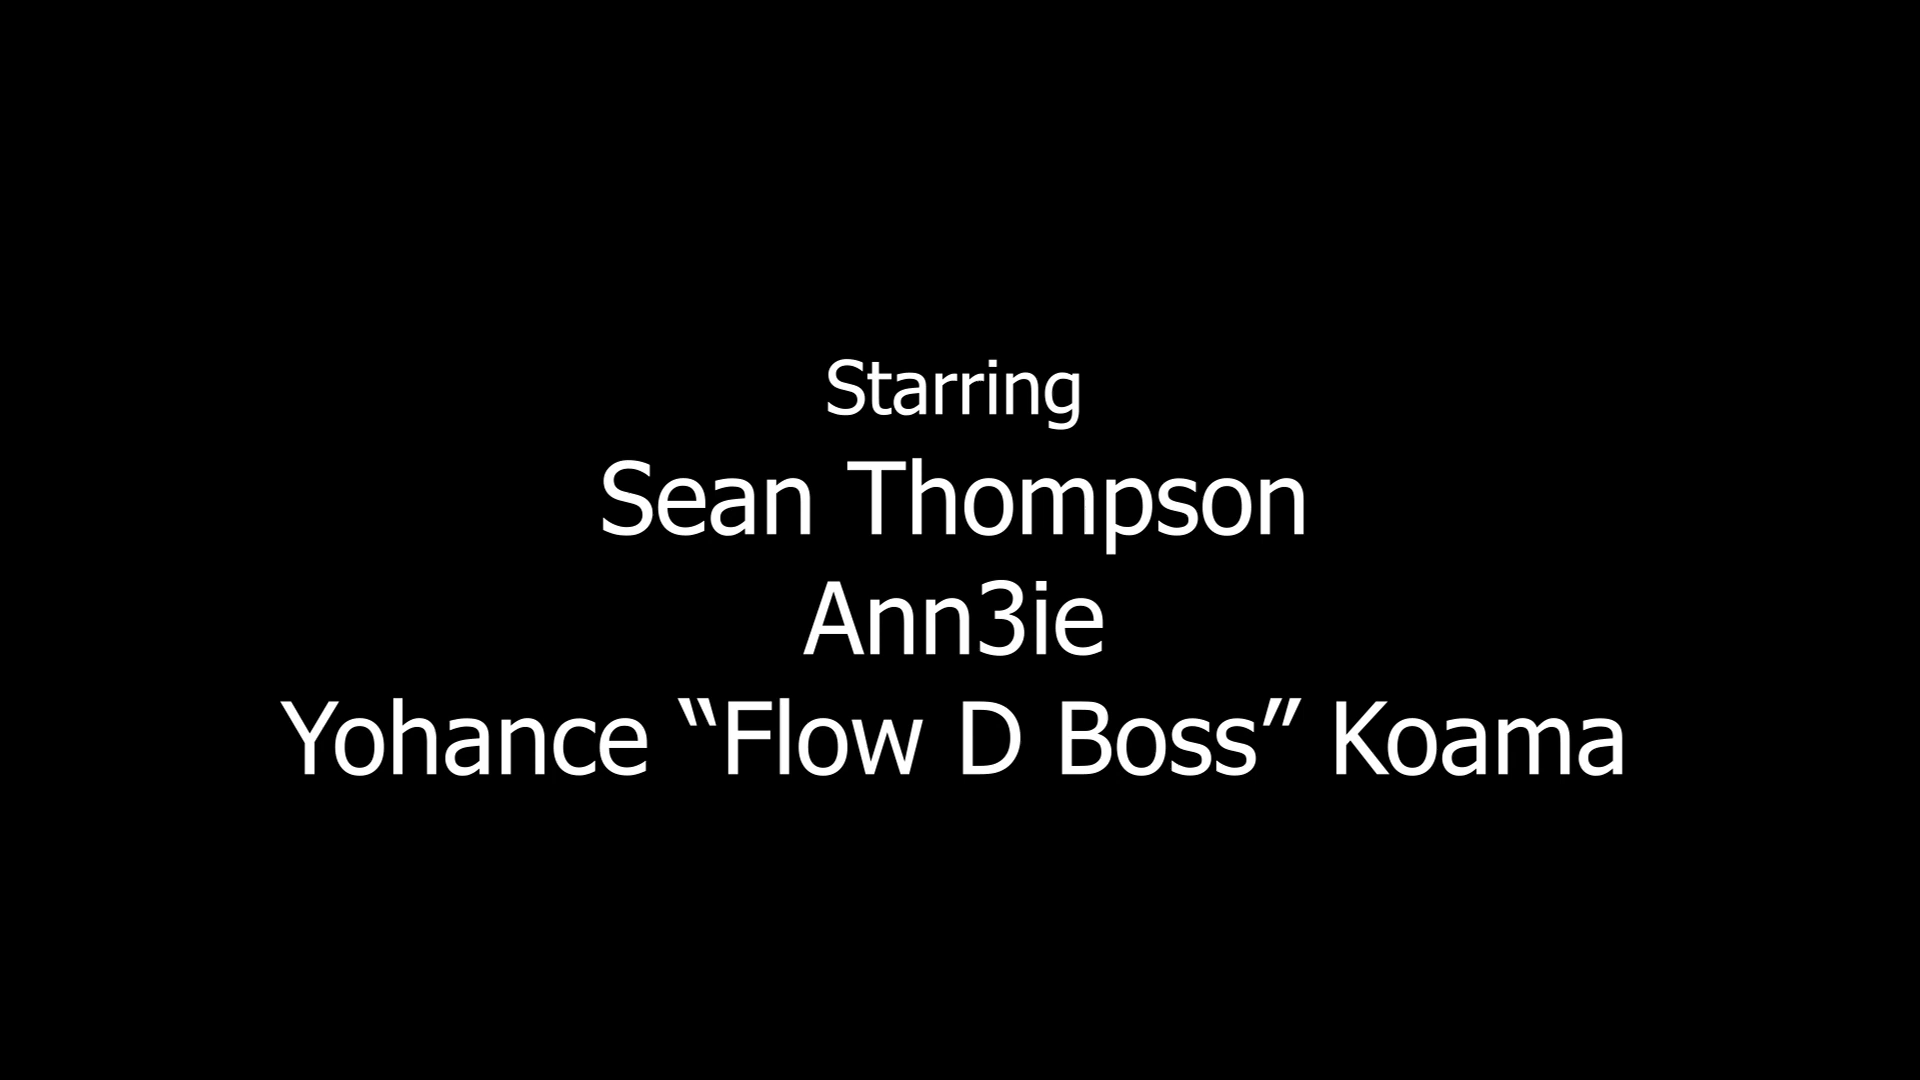 Starring
Sean Thompson
Ann3ie
Yohance “Flow D Boss” Koama